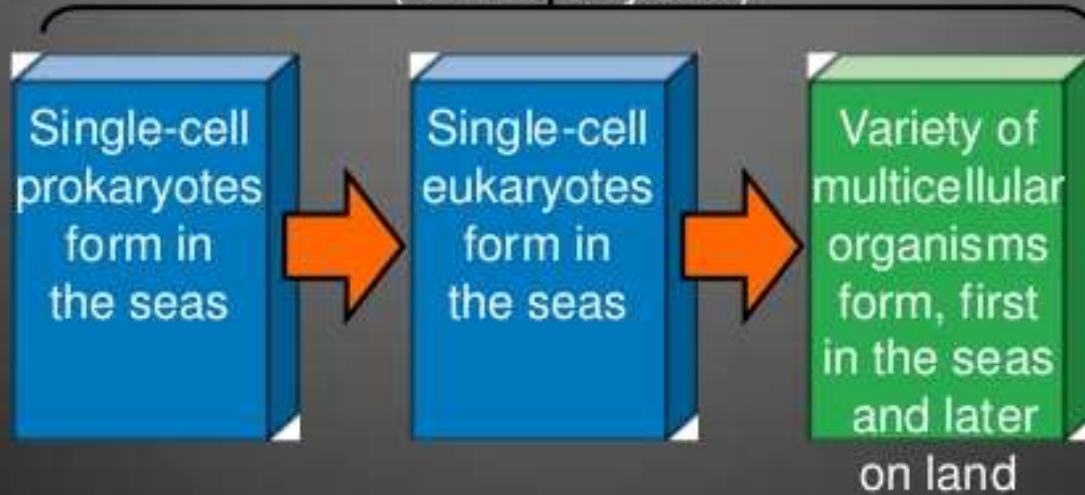 Single-cell
prokaryotes
form in
the seas
Single-cell
eukaryotes
form in
the seas
Variety of
multicellular
organisms
form, first
in the seas
and later
on land